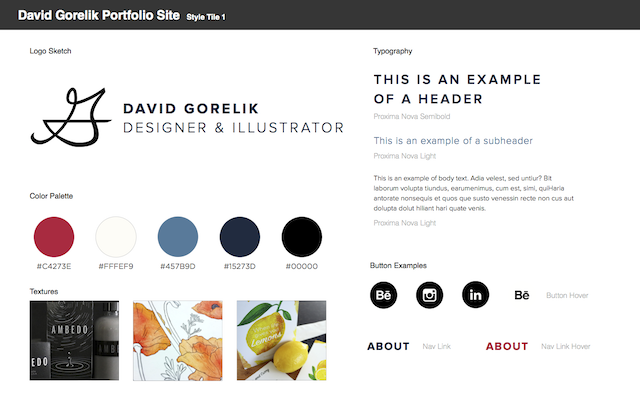 David Gorelik Portfolio Site Style Tile 1
Logo Sketch
DAVID GORELIK
DESIGNER & ILLUSTRATOR
Color Palette
#C4273E #FFFEF9 #457B9D #15273D #00000
Textures
AMBEDO
Lemons
Typography
THIS IS AN EXAMPLE
OF A HEADER
Proxima Nova Semibold
This is an example of a subheader
Proxima Nova Light
This is an example of body text. Adia velest, sed untiur? Bit
laborum volupta tiundus, earumenimus, cum est, simi, quiHaria
antorate nonsequis et quos que susto venessin recte non cus aut
dolupta dolut hiliant hari quate venis.
Proxima Nova Light
Button Examples
Bē in Bē Button Hover
ABOUT Nav Link ABOUT Nav Link Hover